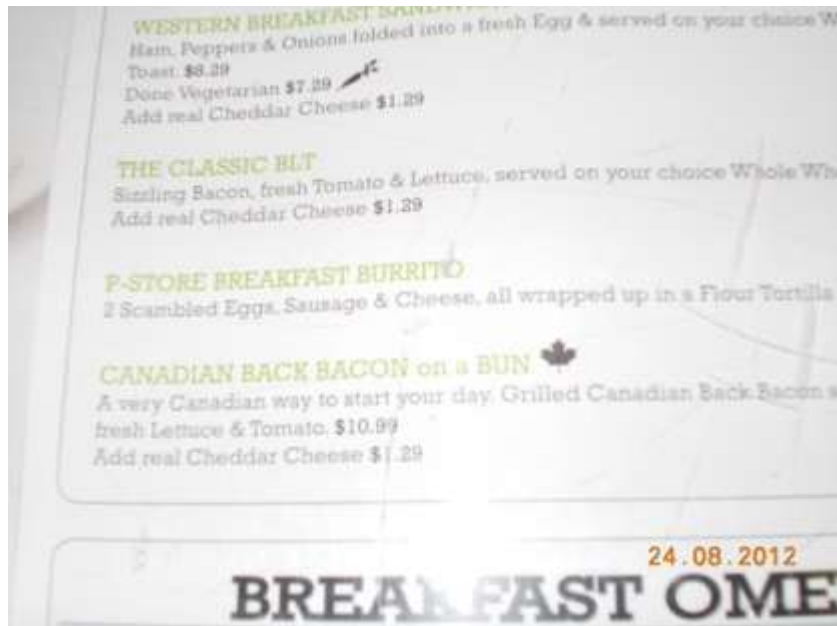 WESTERN BREAKFAST
Ham, Peppers & Onions folded into a fresh Egg & served on your choice
Toast. $8.29
Done Vegetarian $7.29
Add real Cheddar Cheese $1.29
THE CLASSIC BLT
Sizzling Bacon, fresh Tomato & Lettuce, served on your choice Whole
Add real Cheddar Cheese $1.29
P-STORE BREAKFAST BURRITO
2 Scambled Eggs, Sausage & Cheese, all wrapped up in a Flour Tortilla
CANADIAN BACK BACON on a BUN
A very Canadian way to start your day. Grilled Canadian Back Bacon
fresh Lettuce & Tomato. $10.99
Add real Cheddar Cheese $1.29
24.08.2012
BREAKFAST OME